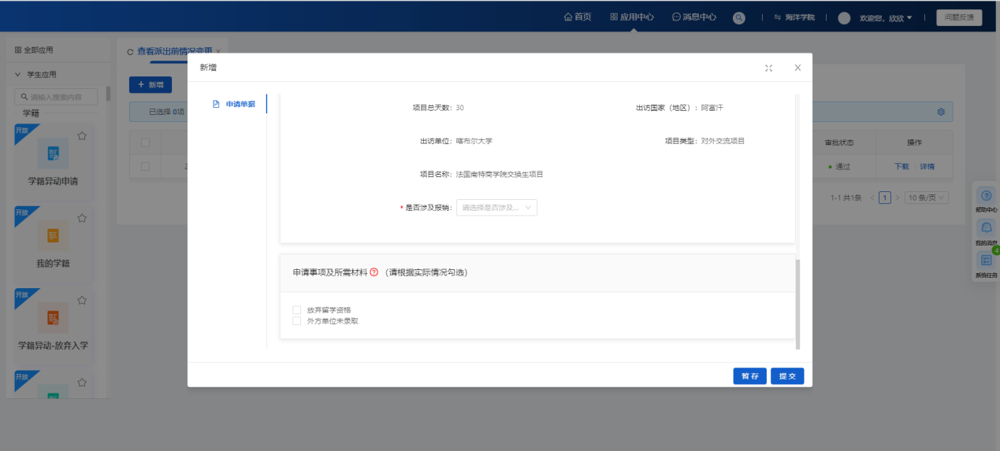 首页 应用中心 消息中心 海洋学院 欢迎您，欣欣 问题反馈
全部应用
学生应用
请输入搜索内容
学籍
开放
学籍异动申请
开放
我的学籍
开放
学籍异动-放弃入学
开放
查看派出前情况变更 ×
+ 新增
已选择 0项
审批状态 操作
2
通过 下载 详情
1-1 共1条 < 1 > 10 条/页
新增
申请单据
项目总天数：30 出访国家（地区）：阿富汗
出访单位：喀布尔大学 项目类型：对外交流项目
项目名称：法国南特商学院交换生项目
* 是否涉及报销：请选择是否涉及...
申请事项及所需材料 （请根据实际情况勾选）
放弃留学资格
外方单位未录取
暂存 提交
帮助中心
我的消息
4
系统任务